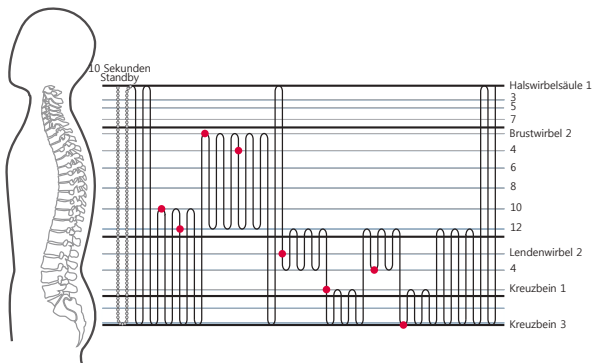 10 Sekunden
Standby
Halswirbelsäule 1
3
5
7
Brustwirbel 2
4
6
8
10
12
Lendenwirbel 2
4
Kreuzbein 1
Kreuzbein 3